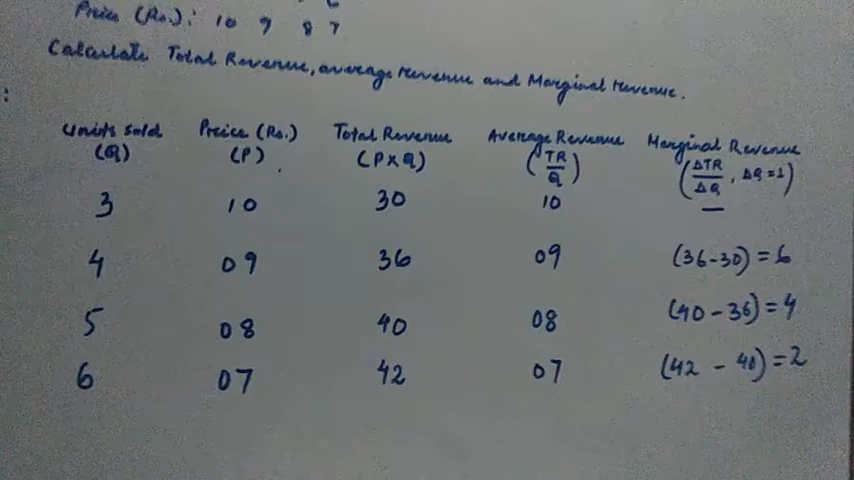 Price (Rs.): 10 9 8 7
Calculate Total Revenue, average revenue and Marginal revenue.
:
Units sold (Q) Price (Rs.) (P) Total Revenue (P×Q) Average Revenue (TR/Q) Marginal Revenue (ΔTR/ΔQ, ΔQ=1)
3 10 30 10 —
4 09 36 09 (36-30) = 6
5 08 40 08 (40 - 36) = 4
6 07 42 07 (42 - 40) = 2